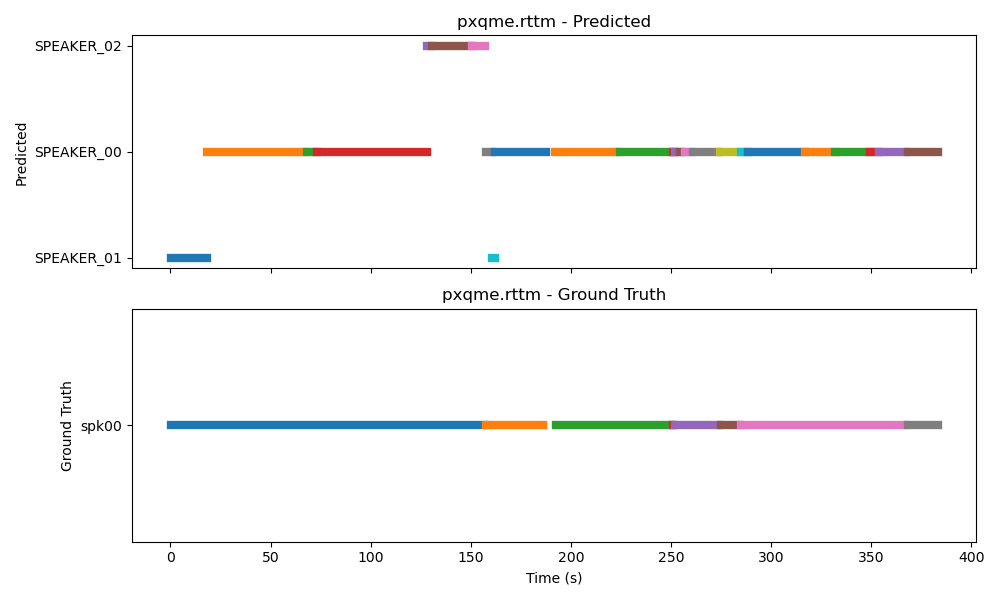 pxqme.rttm - Predicted
SPEAKER_02
SPEAKER_00
SPEAKER_01
Predicted
pxqme.rttm - Ground Truth
spk00
Ground Truth
0 50 100 150 200 250 300 350 400
Time (s)